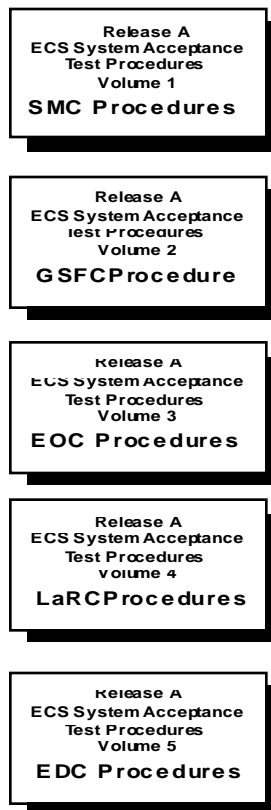 Release A
ECS System Acceptance
Test Procedures
Volume 1
SMC Procedures
Release A
ECS System Acceptance
Test Procedures
Volume 2
GSFCProcedure
Release A
ECS System Acceptance
Test Procedures
Volume 3
EOC Procedures
Release A
ECS System Acceptance
Test Procedures
Volume 4
LaRCProcedures
Release A
ECS System Acceptance
Test Procedures
Volume 5
EDC Procedures